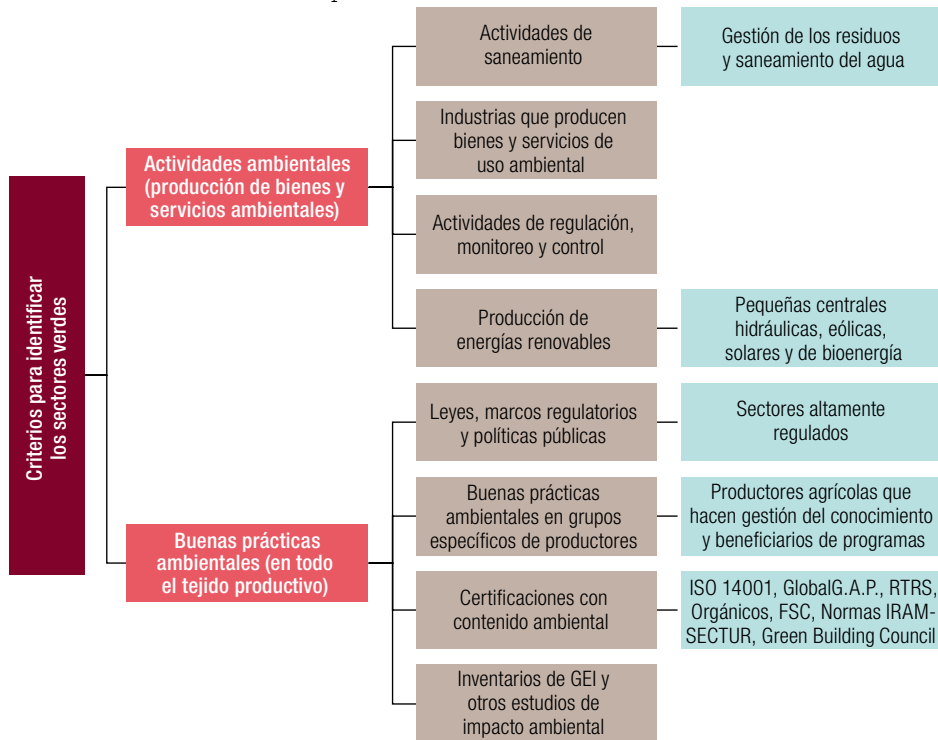 Criterios para identificar
los sectores verdes
Actividades ambientales
(producción de bienes y
servicios ambientales)
Actividades de
saneamiento
Gestión de los residuos
y saneamiento del agua
Industrias que producen
bienes y servicios de
uso ambiental
Actividades de regulación,
monitoreo y control
Producción de
energías renovables
Pequeñas centrales
hidráulicas, eólicas,
solares y de bioenergía
Buenas prácticas
ambientales (en todo
el tejido productivo)
Leyes, marcos regulatorios
y políticas públicas
Sectores altamente
regulados
Buenas prácticas
ambientales en grupos
específicos de productores
Productores agrícolas que
hacen gestión del conocimiento
y beneficiarios de programas
Certificaciones con
contenido ambiental
ISO 14001, GlobalG.A.P., RTRS,
Orgánicos, FSC, Normas IRAM-
SECTUR, Green Building Council
Inventarios de GEI y
otros estudios de
impacto ambiental